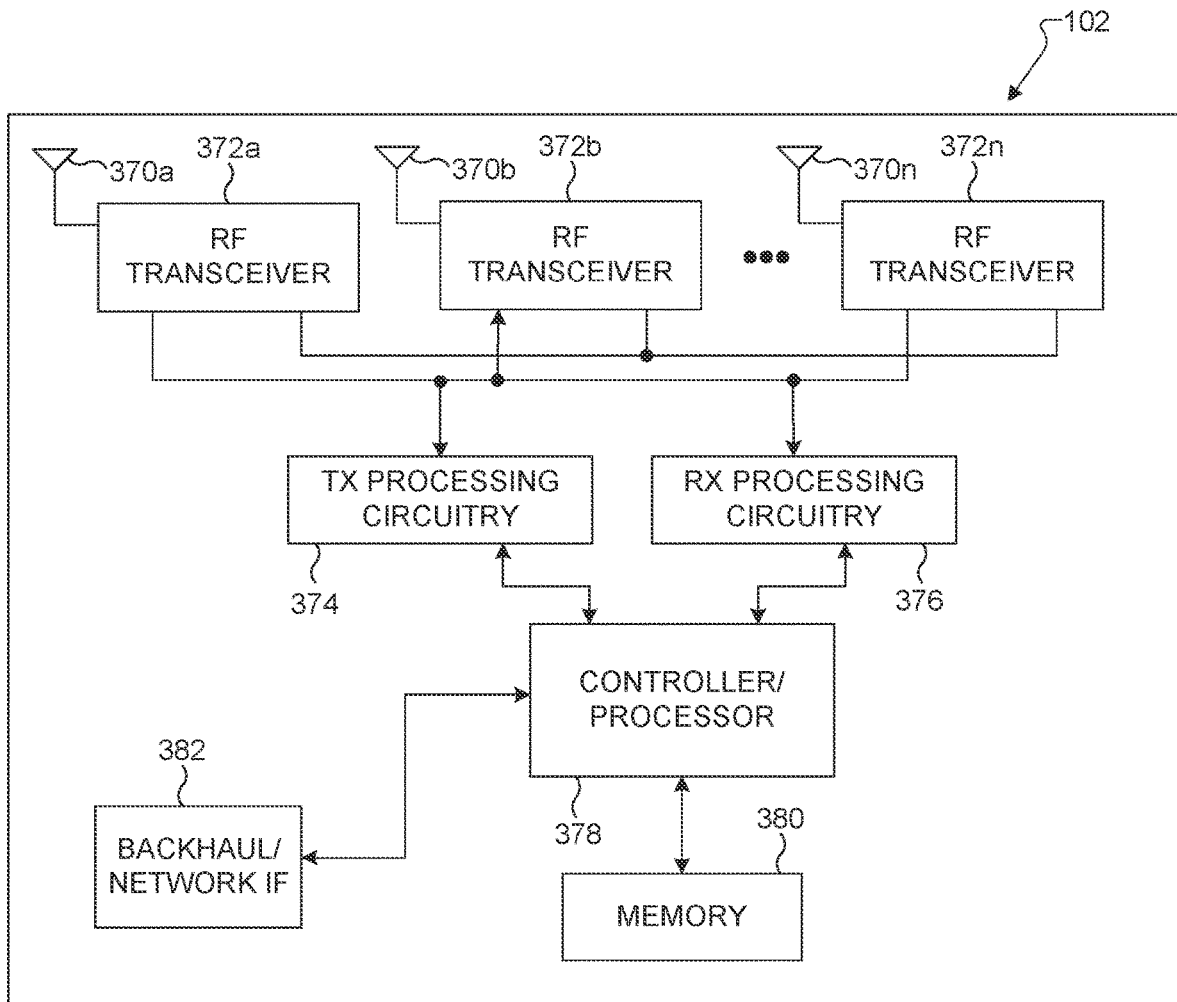 102
372a
372b
372n
370a
370b
370n
RF
TRANSCEIVER
RF
TRANSCEIVER
RF
TRANSCEIVER
TX PROCESSING
CIRCUITRY
RX PROCESSING
CIRCUITRY
374
376
CONTROLLER/
PROCESSOR
382
378
380
BACKHAUL/
NETWORK IF
MEMORY